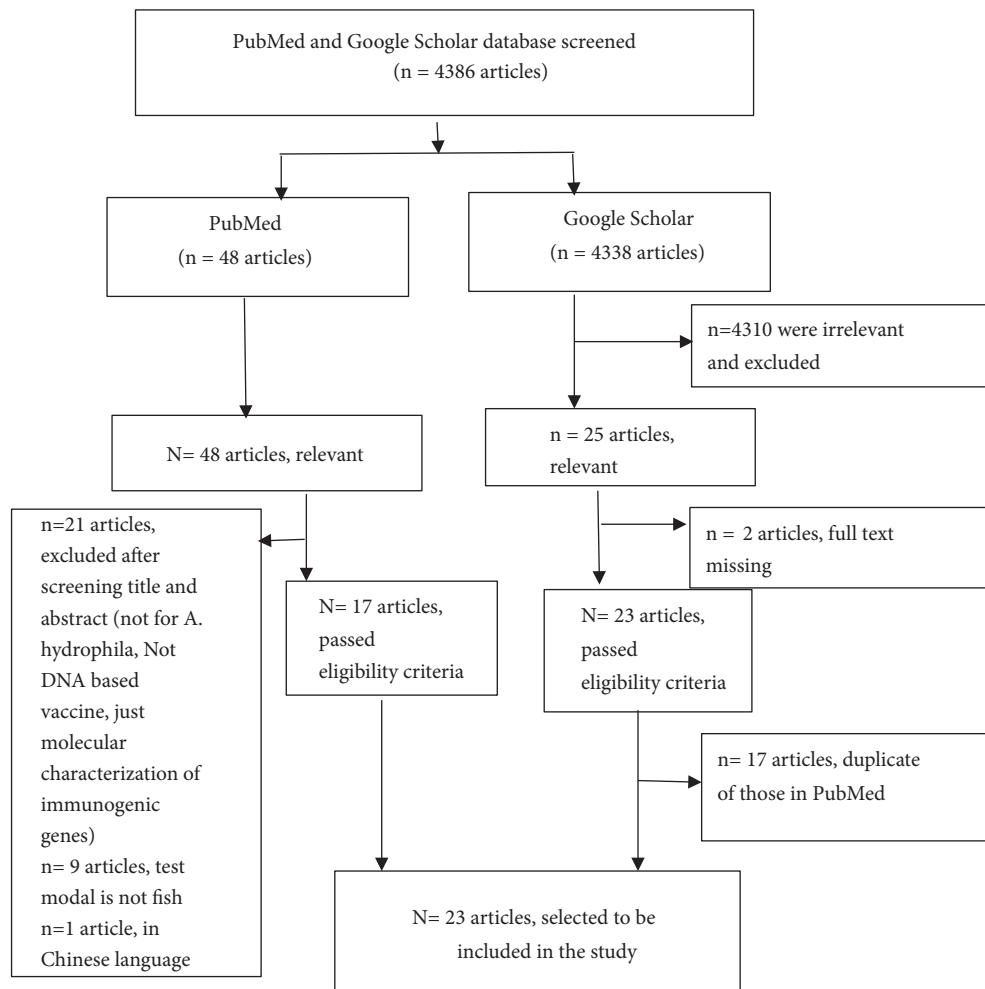 PubMed and Google Scholar database screened
(n = 4386 articles)
PubMed
(n = 48 articles)
Google Scholar
(n = 4338 articles)
n=4310 were irrelevant
and excluded
N= 48 articles, relevant
n = 25 articles,
relevant
n=21 articles,
excluded after
screening title and
abstract (not for A.
hydrophila, Not
DNA based
vaccine, just
molecular
characterization of
immunogenic
genes)
n= 9 articles, test
modal is not fish
n=1 article, in
Chinese language
n = 2 articles, full text
missing
N= 17 articles,
passed
eligibility criteria
N= 23 articles,
passed
eligibility criteria
n= 17 articles, duplicate
of those in PubMed
N= 23 articles, selected to be
included in the study